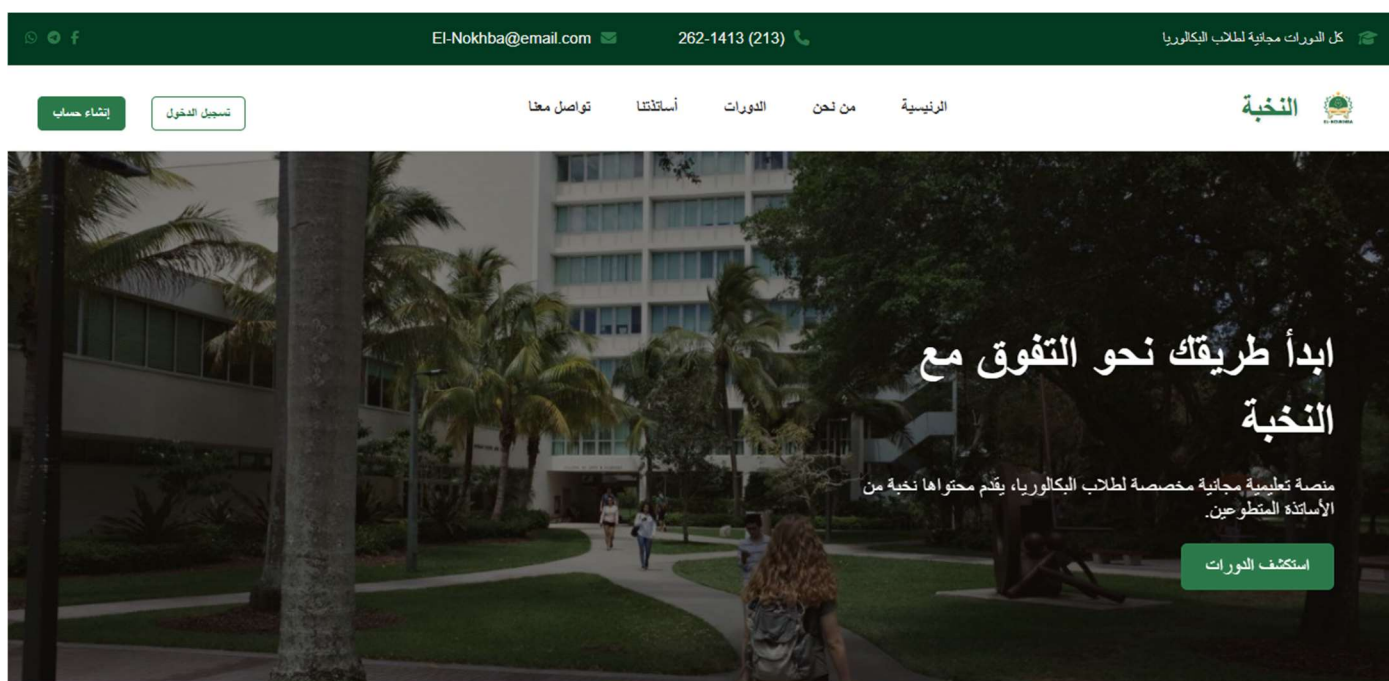 كل الدورات مجانية لطلاب البكالوريا
262-1413 (213)
El-Nokhba@email.com
النخبة
الرئيسية
من نحن
الدورات
أساتذتنا
تواصل معنا
تسجيل الدخول
إنشاء حساب
ابدأ طريقك نحو التفوق مع
النخبة
منصة تعليمية مجانية مخصصة لطلاب البكالوريا، يقدم محتواها نخبة من
الأساتذة المتطوعين.
استكشف الدورات